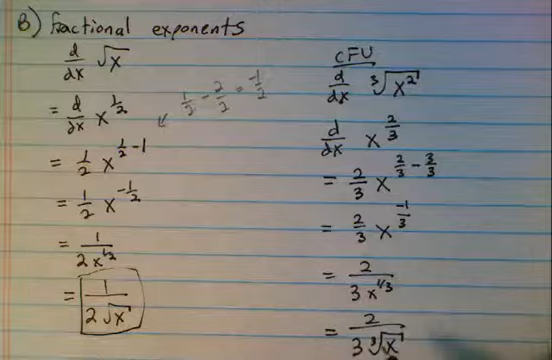 B) fractional exponents
d/dx √x
= d/dx x^(1/2)
1/2 - 2/2 = -1/2
= 1/2 x^(1/2 - 1)
= 1/2 x^(-1/2)
= 1/(2x^(1/2))
= 1/(2√x)
CFU
d/dx ∛(x^2)
d/dx x^(2/3)
= 2/3 x^(2/3 - 3/3)
= 2/3 x^(-1/3)
= 2/(3x^(1/3))
= 2/(3∛x)